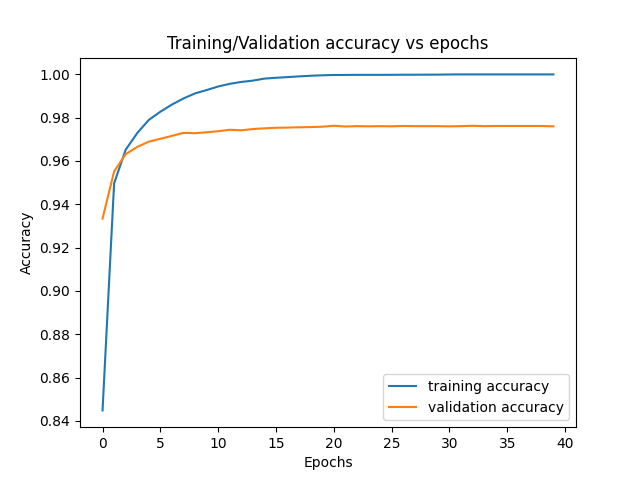 Training/Validation accuracy vs epochs
1.00
0.98
0.96
0.94
0.92
0.90
0.88
0.86
0.84
Accuracy
training accuracy
validation accuracy
0 5 10 15 20 25 30 35 40
Epochs